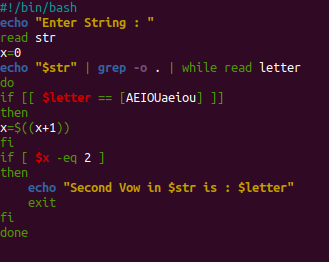 #!/bin/bash
echo "Enter String : "
read str
x=0
echo "$str" | grep -o . | while read letter
do
if [[ $letter == [AEIOUaeiou] ]]
then
x=$((x+1))
fi
if [ $x -eq 2 ]
then
    echo "Second Vow in $str is : $letter"
    exit
fi
done